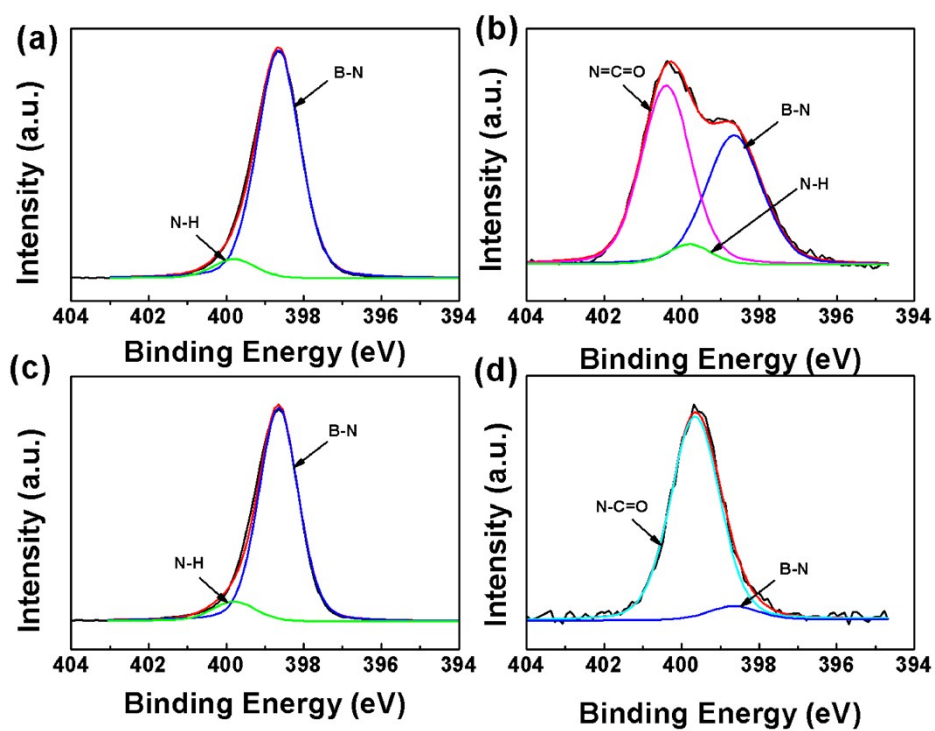 (a)
Intensity (a.u.)
B-N
N-H
404 402 400 398 396 394
Binding Energy (eV)
(b)
Intensity (a.u.)
N=C=O
B-N
N-H
404 402 400 398 396 394
Binding Energy (eV)
(c)
Intensity (a.u.)
B-N
N-H
404 402 400 398 396 394
Binding Energy (eV)
(d)
Intensity (a.u.)
N-C=O
B-N
404 402 400 398 396 394
Binding Energy (eV)